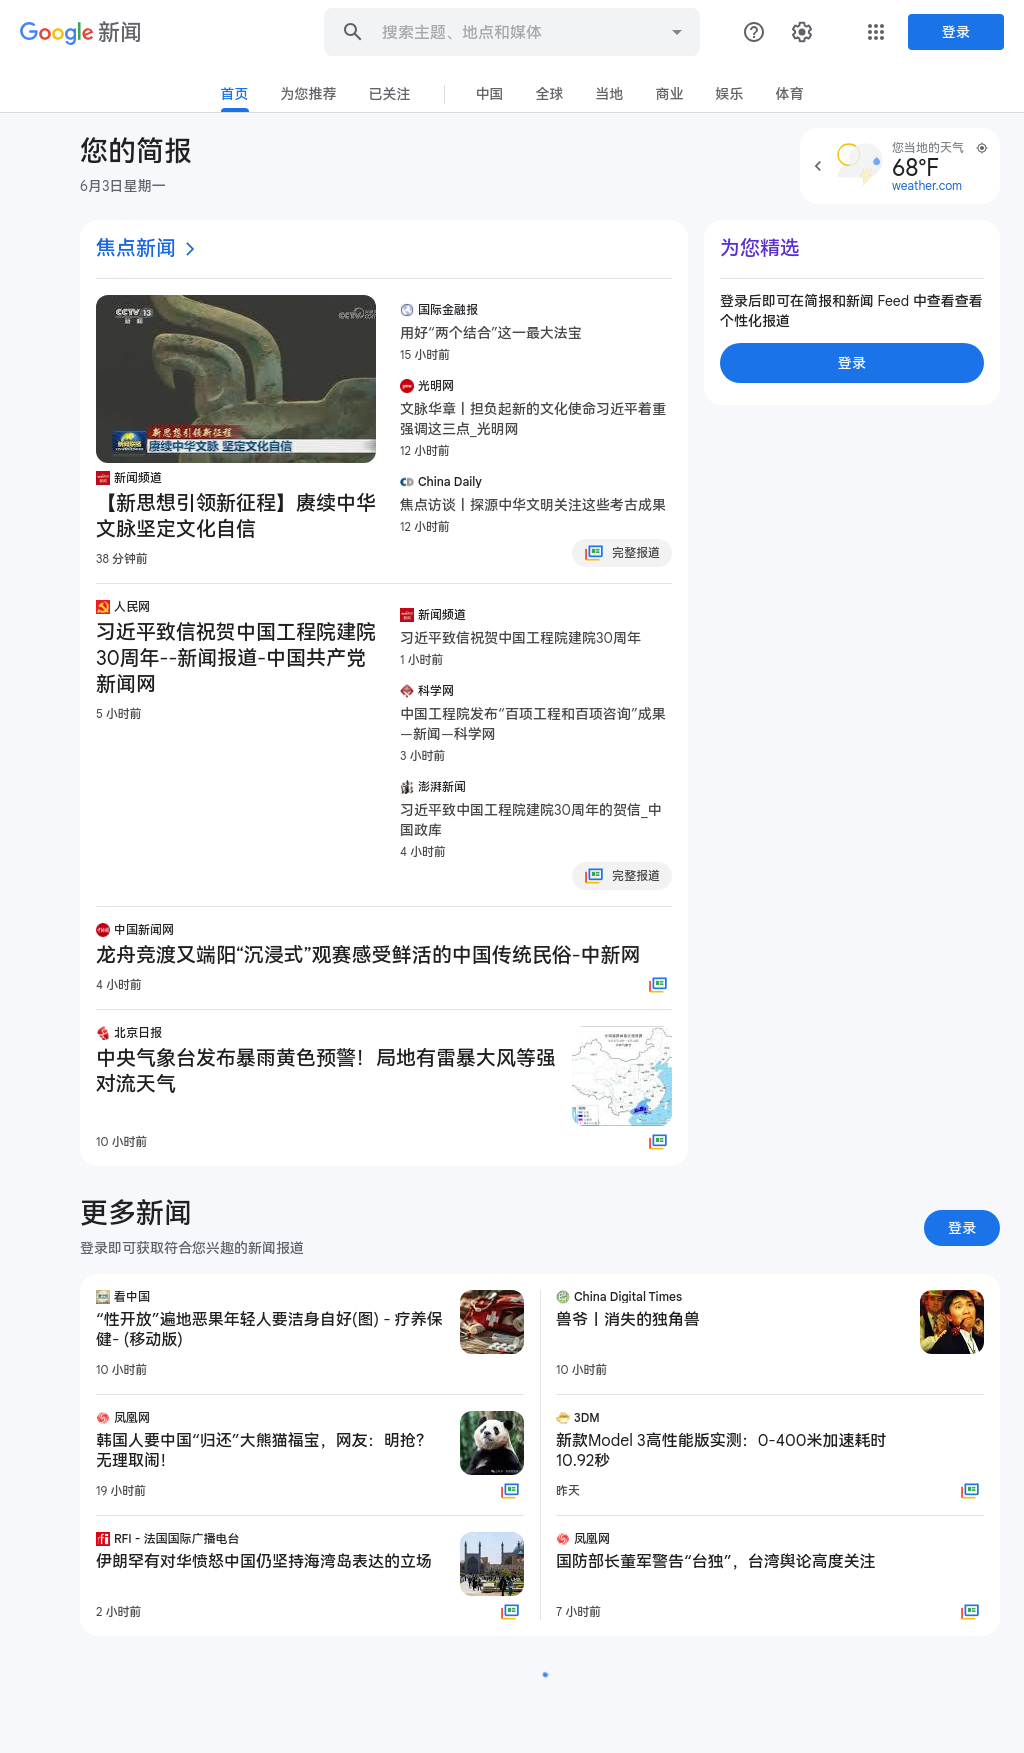 Google 新闻
搜索主题、地点和媒体
登录
首页
为您推荐
已关注
中国
全球
当地
商业
娱乐
体育
您的简报
6月3日星期一
您当地的天气
68°F
weather.com
焦点新闻
CCTV 13
新闻
新思想引领新征程
赓续中华文脉 坚定文化自信
新闻频道
【新思想引领新征程】赓续中华
文脉坚定文化自信
38 分钟前
国际金融报
用好“两个结合”这一最大法宝
15 小时前
光明网
文脉华章丨担负起新的文化使命习近平着重
强调这三点_光明网
12 小时前
China Daily
焦点访谈丨探源中华文明关注这些考古成果
12 小时前
完整报道
人民网
习近平致信祝贺中国工程院建院
30周年--新闻报道-中国共产党
新闻网
5 小时前
新闻频道
习近平致信祝贺中国工程院建院30周年
1 小时前
科学网
中国工程院发布“百项工程和百项咨询”成果
—新闻—科学网
3 小时前
澎湃新闻
习近平致中国工程院建院30周年的贺信_中
国政库
4 小时前
完整报道
中国新闻网
龙舟竞渡又端阳“沉浸式”观赛感受鲜活的中国传统民俗-中新网
4 小时前
北京日报
中央气象台发布暴雨黄色预警！局地有雷暴大风等强
对流天气
10 小时前
为您精选
登录后即可在简报和新闻 Feed 中查看查看
个性化报道
登录
更多新闻
登录即可获取符合您兴趣的新闻报道
登录
看中国
“性开放”遍地恶果年轻人要洁身自好(图) - 疗养保
健- (移动版)
10 小时前
凤凰网
韩国人要中国“归还”大熊猫福宝，网友：明抢？
无理取闹！
19 小时前
RFI - 法国国际广播电台
伊朗罕有对华愤怒中国仍坚持海湾岛表达的立场
2 小时前
China Digital Times
兽爷丨消失的独角兽
10 小时前
3DM
新款Model 3高性能版实测：0-400米加速耗时
10.92秒
昨天
凤凰网
国防部长董军警告“台独”，台湾舆论高度关注
7 小时前